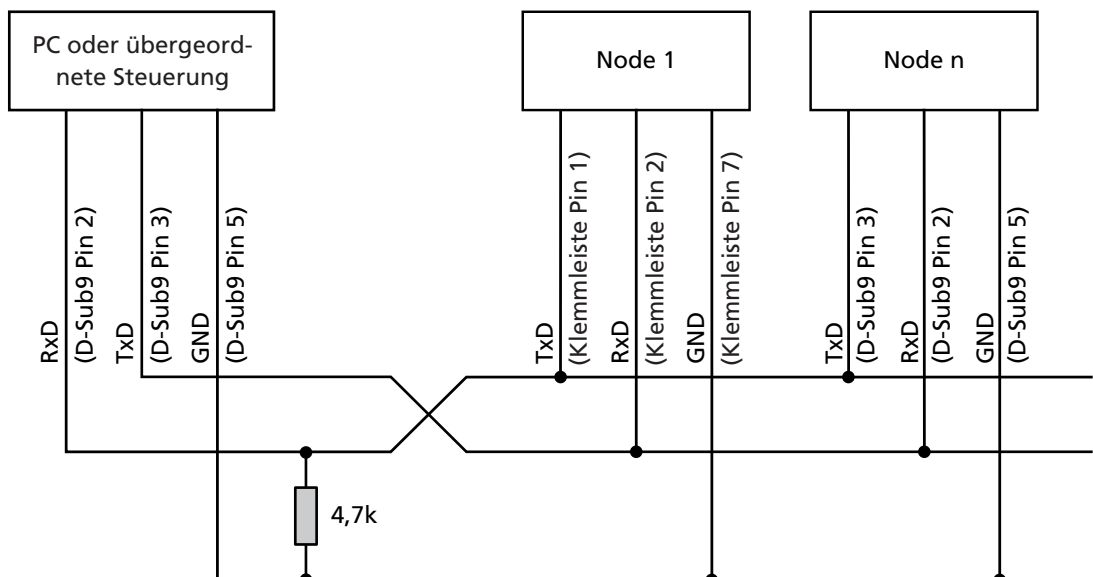 PC oder übergeord-
nete Steuerung
Node 1
Node n
RxD
(D-Sub9 Pin 2)
TxD
(D-Sub9 Pin 3)
GND
(D-Sub9 Pin 5)
TxD
(Klemmleiste Pin 1)
RxD
(Klemmleiste Pin 2)
GND
(Klemmleiste Pin 7)
TxD
(D-Sub9 Pin 3)
RxD
(D-Sub9 Pin 2)
GND
(D-Sub9 Pin 5)
4,7k